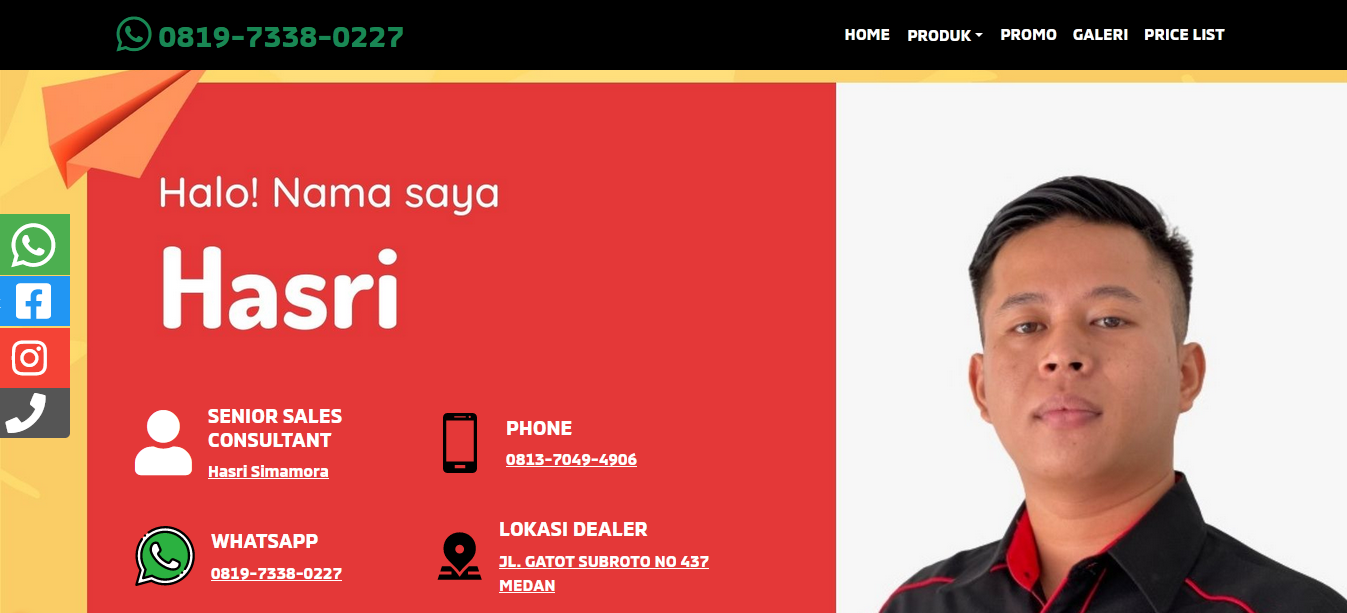 0819-7338-0227
HOME PRODUK PROMO GALERI PRICE LIST
Halo! Nama saya
Hasri
SENIOR SALES
CONSULTANT
Hasri Simamora
PHONE
0813-7049-4906
WHATSAPP
0819-7338-0227
LOKASI DEALER
JL. GATOT SUBROTO NO 437
MEDAN